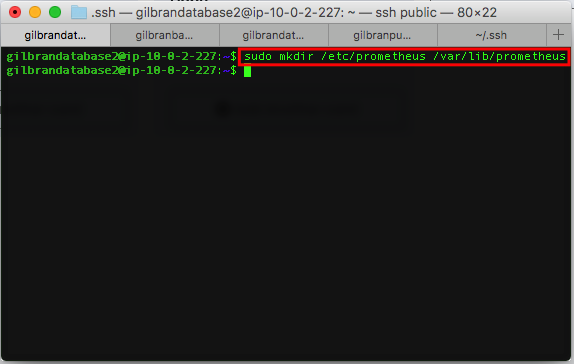 .ssh — gilbrandatabase2@ip-10-0-2-227: ~ — ssh public — 80×22
gilbrandat... gilbranba... gilbrandat... gilbranpu... ~/.ssh +
gilbrandatabase2@ip-10-0-2-227:~$ sudo mkdir /etc/prometheus /var/lib/prometheus
gilbrandatabase2@ip-10-0-2-227:~$